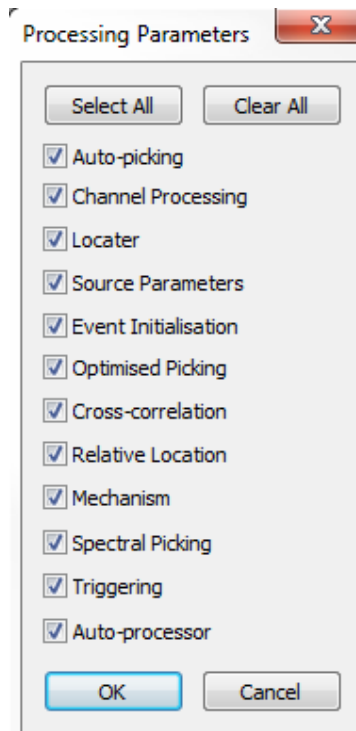 Processing Parameters
Select All Clear All
Auto-picking
Channel Processing
Locater
Source Parameters
Event Initialisation
Optimised Picking
Cross-correlation
Relative Location
Mechanism
Spectral Picking
Triggering
Auto-processor
OK Cancel